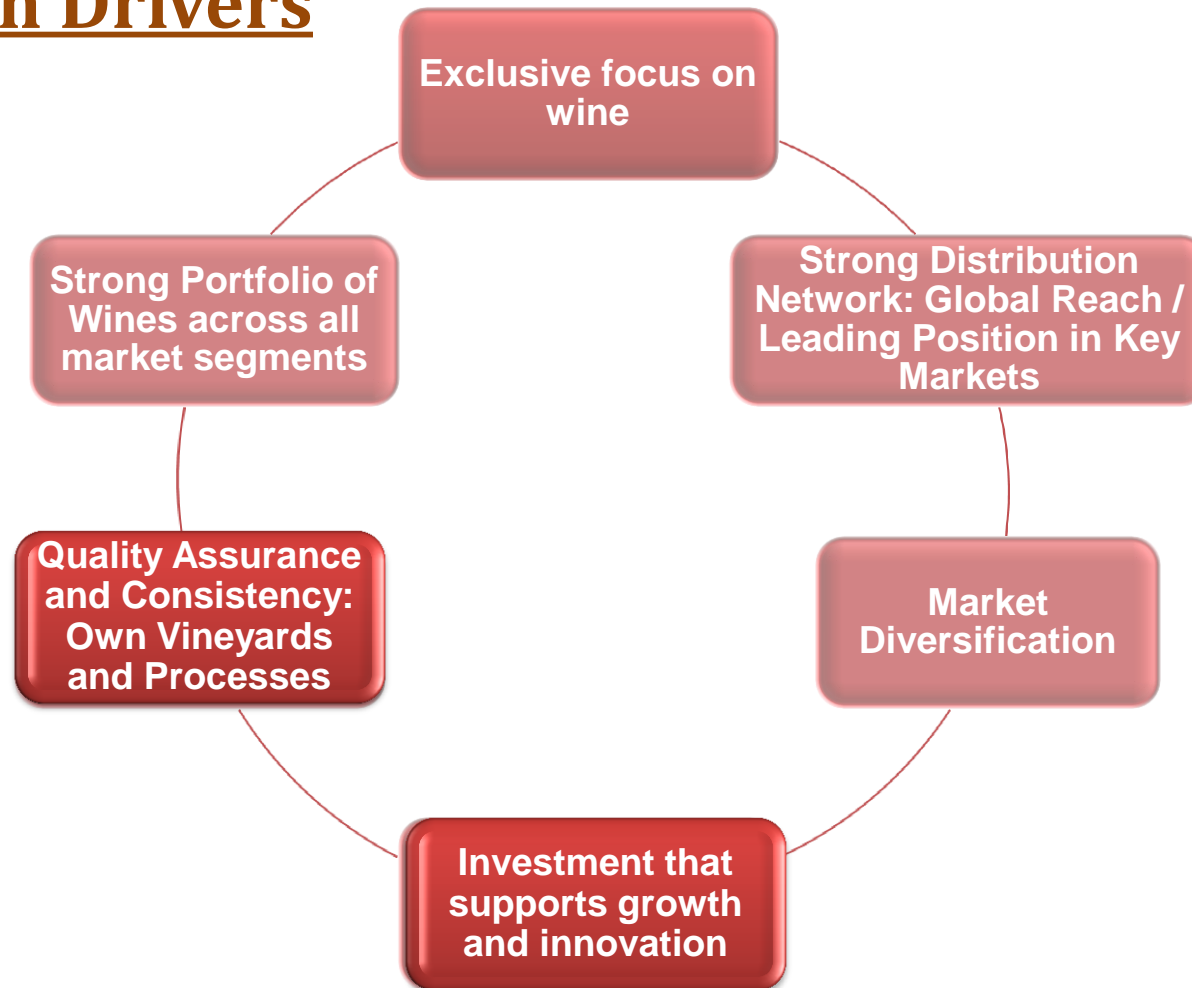 Drivers
Exclusive focus on
wine
Strong Portfolio of
Wines across all
market segments
Strong Distribution
Network: Global Reach /
Leading Position in Key
Markets
Quality Assurance
and Consistency:
Own Vineyards
and Processes
Market
Diversification
Investment that
supports growth
and innovation